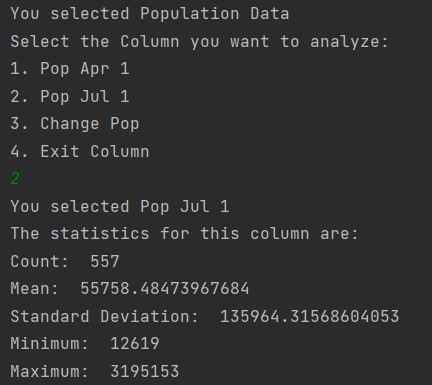 You selected Population Data
Select the Column you want to analyze:
1. Pop Apr 1
2. Pop Jul 1
3. Change Pop
4. Exit Column
2
You selected Pop Jul 1
The statistics for this column are:
Count:  557
Mean:  55758.48473967684
Standard Deviation:  135964.31568604053
Minimum:  12619
Maximum:  3195153